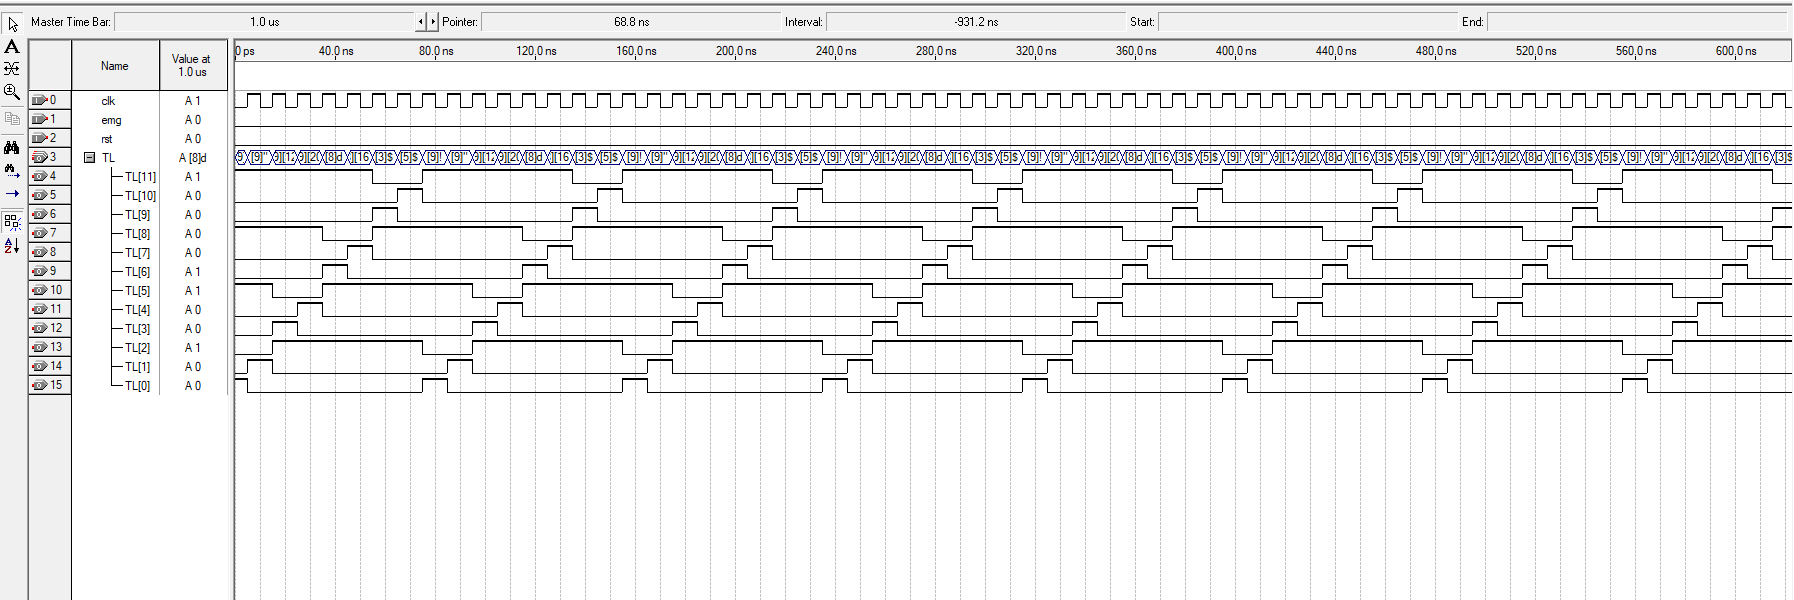 Master Time Bar: 1.0 us Pointer: 68.8 ns Interval: -931.2 ns Start: End:
A
Name Value at 1.0 us 0 ps 40.0 ns 80.0 ns 120.0 ns 160.0 ns 200.0 ns 240.0 ns 280.0 ns 320.0 ns 360.0 ns 400.0 ns 440.0 ns 480.0 ns 520.0 ns 560.0 ns 600.0 ns
0 clk A 1
1 emg A 0
2 rst A 0
3 TL A [8]d
4 TL[11] A 1
5 TL[10] A 0
6 TL[9] A 0
7 TL[8] A 0
8 TL[7] A 0
9 TL[6] A 1
10 TL[5] A 1
11 TL[4] A 0
12 TL[3] A 0
13 TL[2] A 1
14 TL[1] A 0
15 TL[0] A 0